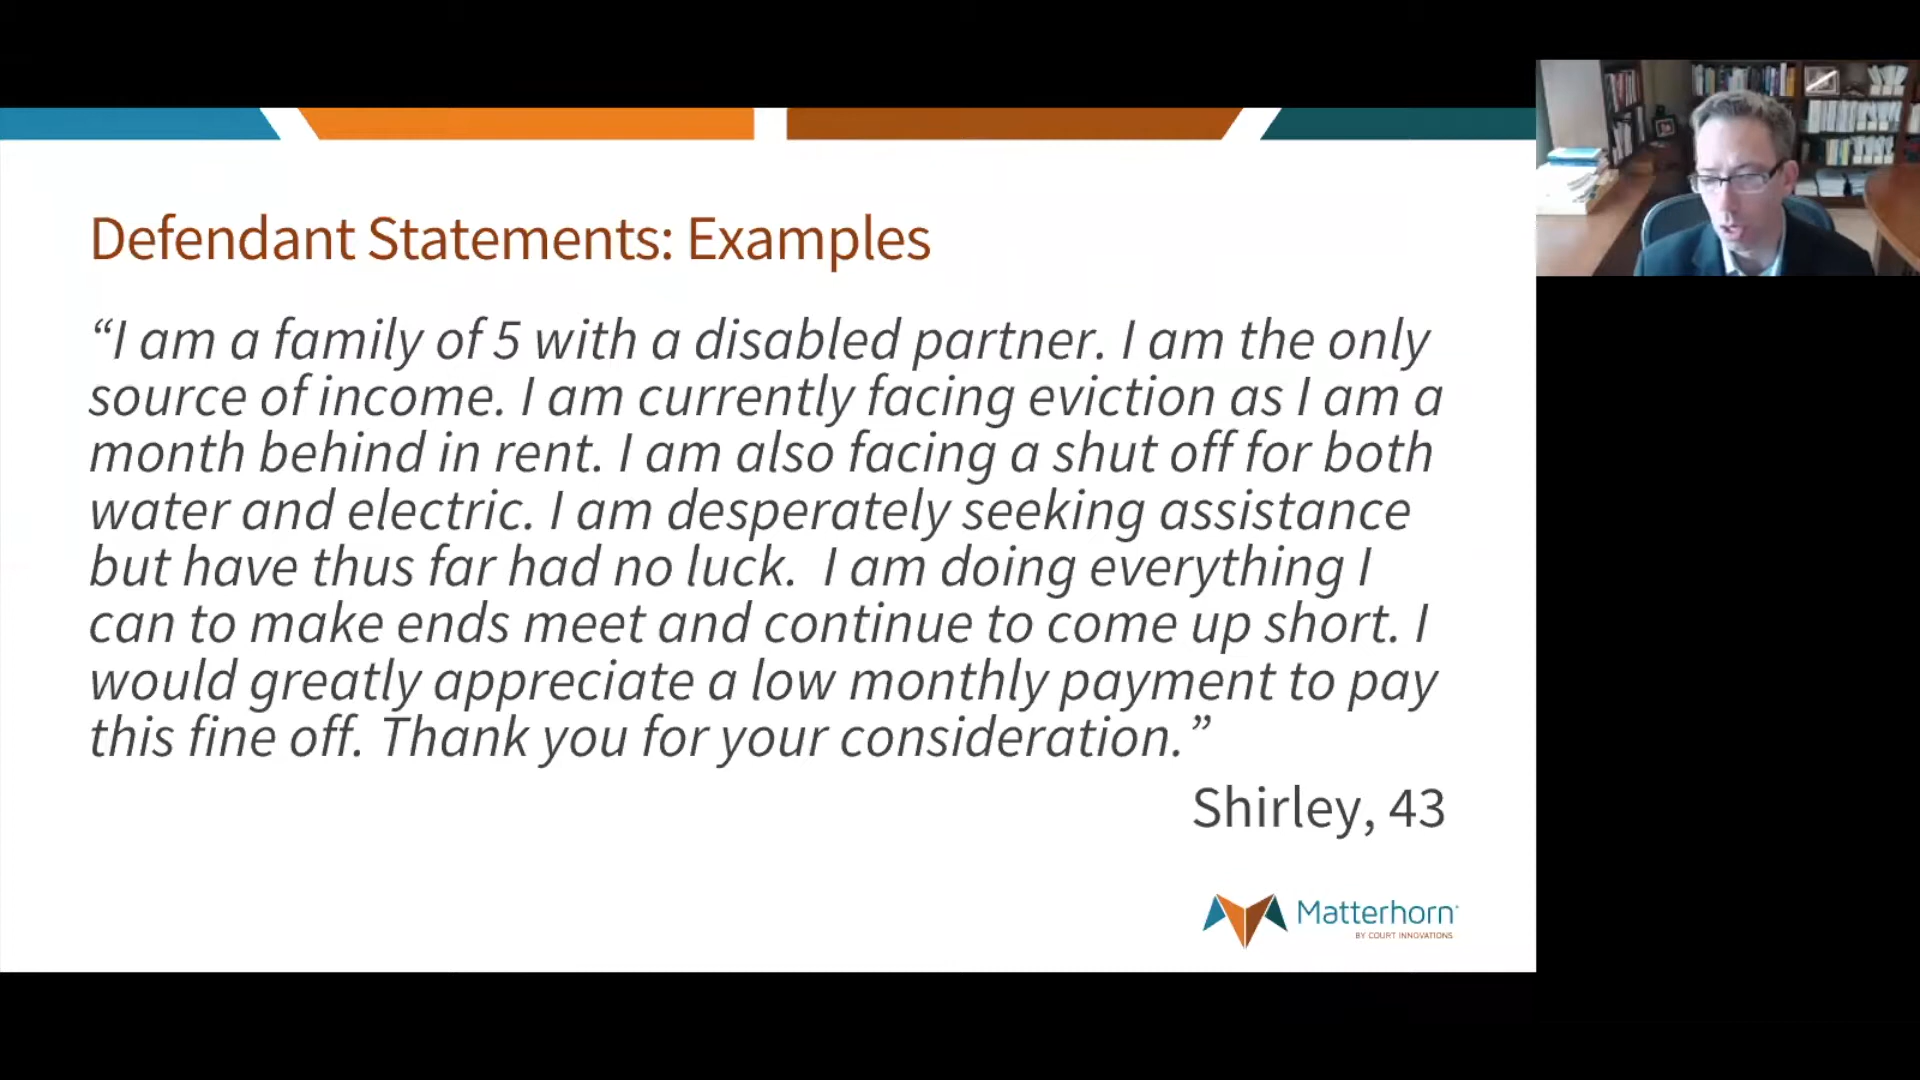 Defendant Statements: Examples
“I am a family of 5 with a disabled partner. I am the only
source of income. I am currently facing eviction as I am a
month behind in rent. I am also facing a shut off for both
water and electric. I am desperately seeking assistance
but have thus far had no luck.  I am doing everything I
can to make ends meet and continue to come up short. I
would greatly appreciate a low monthly payment to pay
this fine off. Thank you for your consideration.”
Shirley, 43
Matterhorn
BY COURT INNOVATIONS